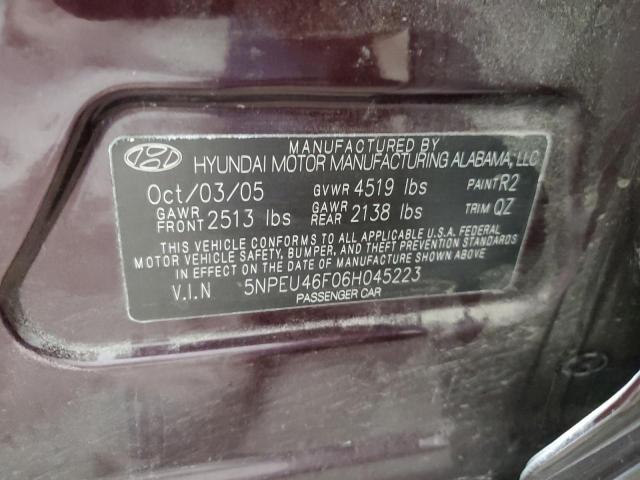 MANUFACTURED BY
HYUNDAI MOTOR MANUFACTURING ALABAMA, LLC
Oct/03/05 GVWR 4519 lbs PAINT R2
GAWR FRONT 2513 lbs GAWR REAR 2138 lbs TRIM QZ
THIS VEHICLE CONFORMS TO ALL APPLICABLE U.S.A. FEDERAL
MOTOR VEHICLE SAFETY, BUMPER, AND THEFT PREVENTION STANDARDS
IN EFFECT ON THE DATE OF MANUFACTURE SHOWN ABOVE.
V.I.N 5NPEU46F06H045223
PASSENGER CAR